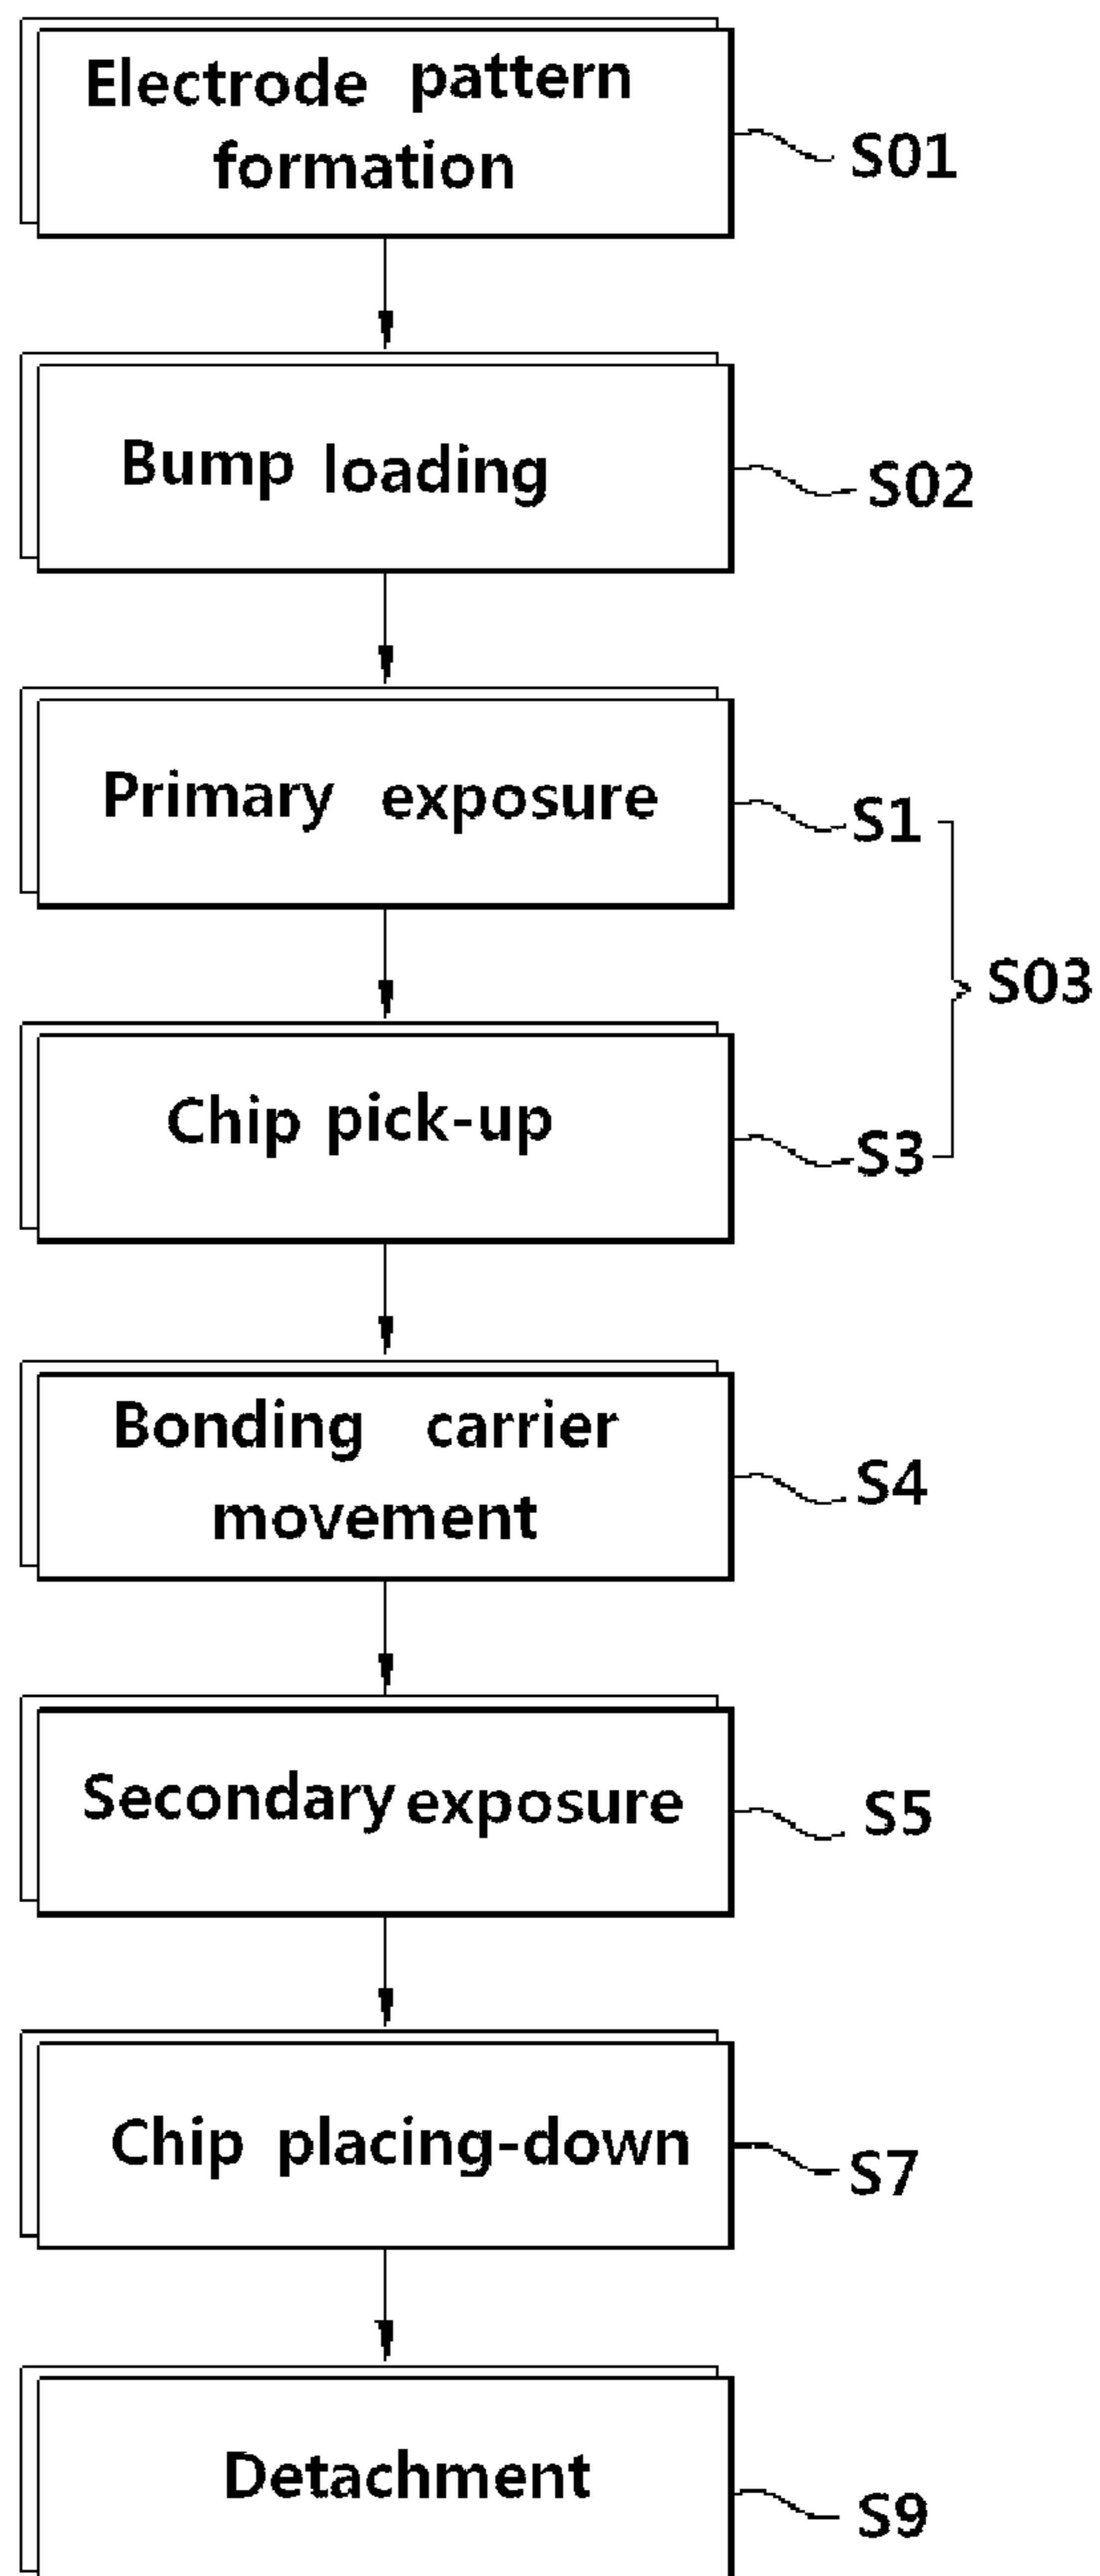 Electrode pattern
formation
S01
Bump loading
S02
Primary exposure
S1
S03
Chip pick-up
S3
Bonding carrier
movement
S4
Secondary exposure
S5
Chip placing-down
S7
Detachment
S9